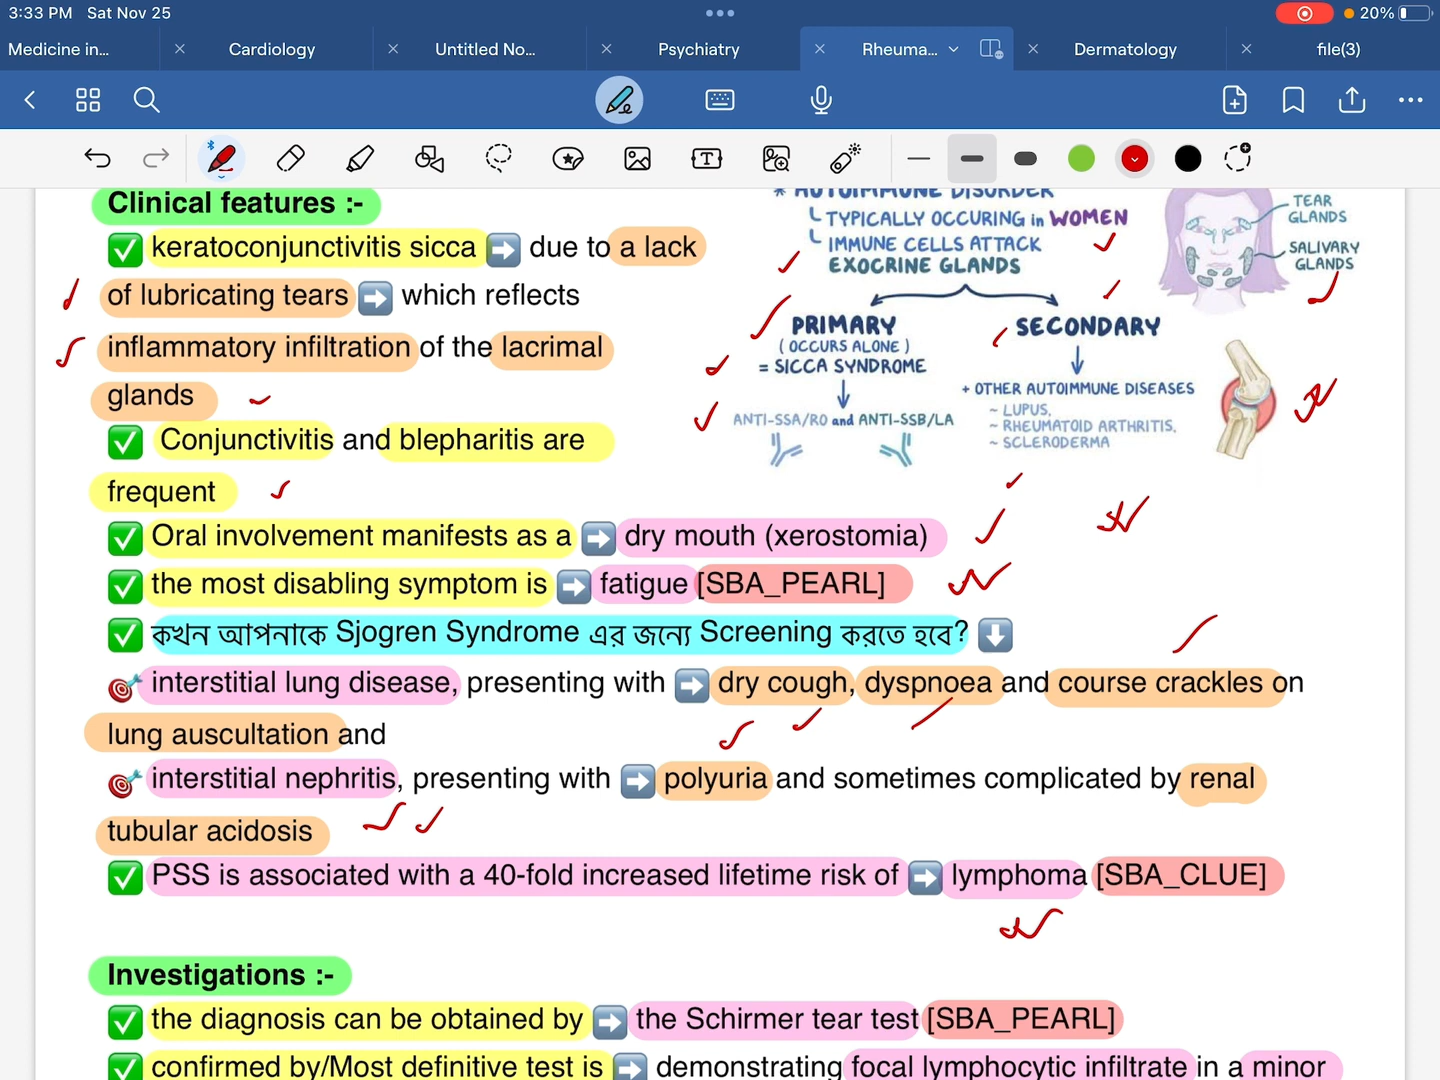 3:33 PM Sat Nov 25
20%
Medicine in...
Cardiology
Untitled No...
Psychiatry
Rheuma...
Dermatology
file(3)
Clinical features :-
✅ keratoconjunctivitis sicca ➡️ due to a lack
of lubricating tears ➡️ which reflects
inflammatory infiltration of the lacrimal
glands
✅ Conjunctivitis and blepharitis are
frequent
* AUTOIMMUNE DISORDER
TYPICALLY OCCURING in WOMEN
IMMUNE CELLS ATTACK
EXOCRINE GLANDS
TEAR
GLANDS
SALIVARY
GLANDS
PRIMARY
(OCCURS ALONE)
= SICCA SYNDROME
ANTI-SSA/RO and ANTI-SSB/LA
SECONDARY
+ OTHER AUTOIMMUNE DISEASES
~ LUPUS,
~ RHEUMATOID ARTHRITIS,
~ SCLERODERMA
✅ Oral involvement manifests as a ➡️ dry mouth (xerostomia)
✅ the most disabling symptom is ➡️ fatigue [SBA_PEARL]
✅ কখন আপনাকে Sjogren Syndrome এর জন্যে Screening করতে হবে? ⬇️
🎯 interstitial lung disease, presenting with ➡️ dry cough, dyspnoea and course crackles on
lung auscultation and
🎯 interstitial nephritis, presenting with ➡️ polyuria and sometimes complicated by renal
tubular acidosis
✅ PSS is associated with a 40-fold increased lifetime risk of ➡️ lymphoma [SBA_CLUE]
Investigations :-
✅ the diagnosis can be obtained by ➡️ the Schirmer tear test [SBA_PEARL]
✅ confirmed by/Most definitive test is ➡️ demonstrating focal lymphocytic infiltrate in a minor